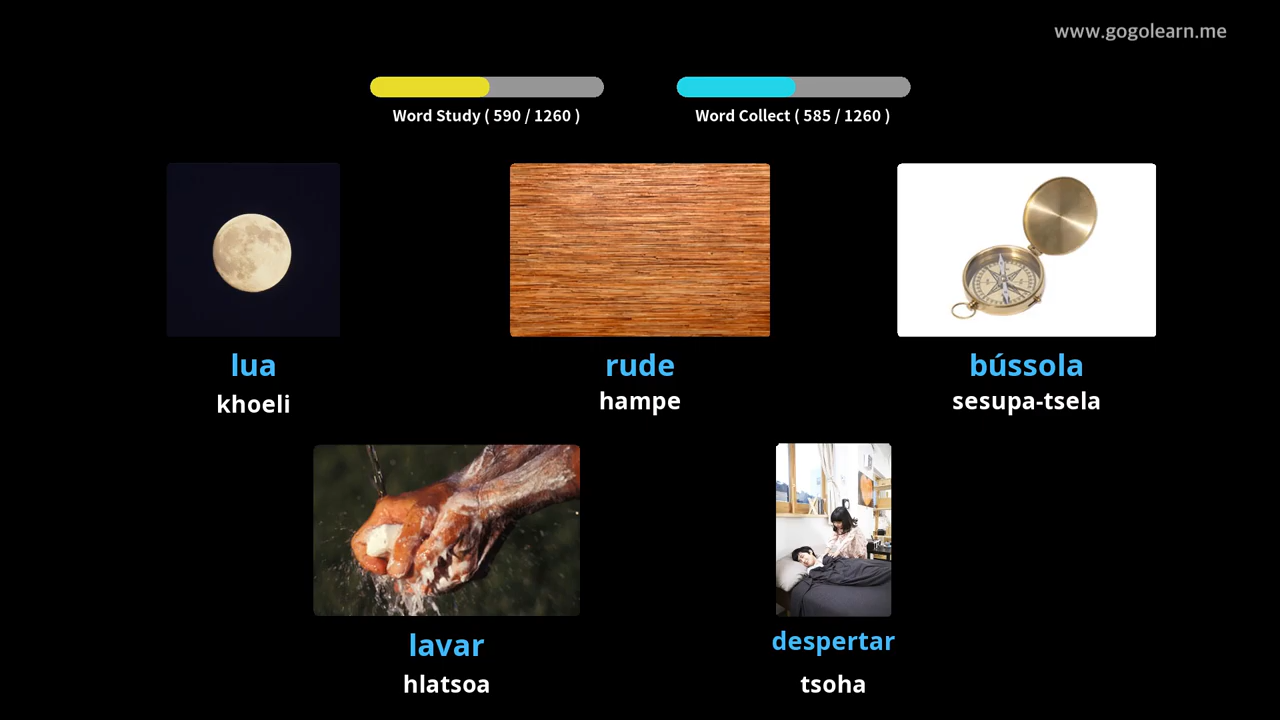 www.gogolearn.me
Word Study ( 590 / 1260 )
Word Collect ( 585 / 1260 )
lua
khoeli
rude
hampe
bússola
sesupa-tsela
lavar
hlatsoa
despertar
tsoha